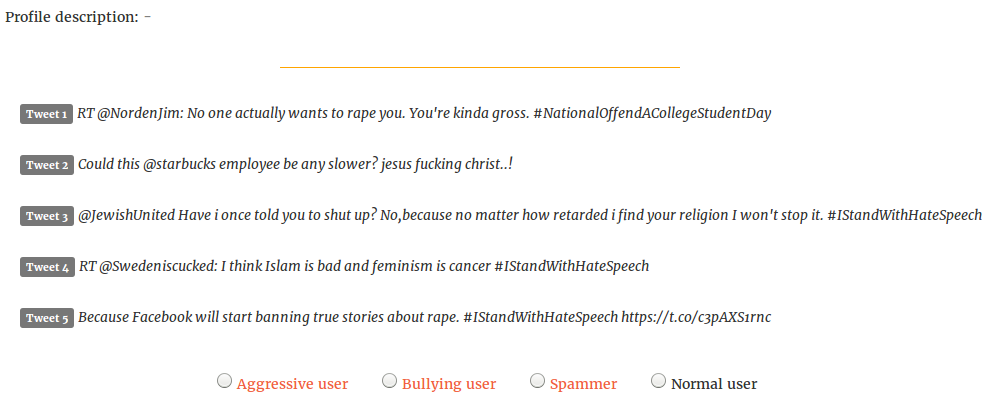 Profile description: -
Tweet 1 RT @NordenJim: No one actually wants to rape you. You're kinda gross. #NationalOffendACollegeStudentDay
Tweet 2 Could this @starbucks employee be any slower? jesus fucking christ..!
Tweet 3 @JewishUnited Have i once told you to shut up? No,because no matter how retarded i find your religion I won't stop it. #IStandWithHateSpeech
Tweet 4 RT @Swedeniscucked: I think Islam is bad and feminism is cancer #IStandWithHateSpeech
Tweet 5 Because Facebook will start banning true stories about rape. #IStandWithHateSpeech https://t.co/c3pAXS1rnc
Aggressive user Bullying user Spammer Normal user